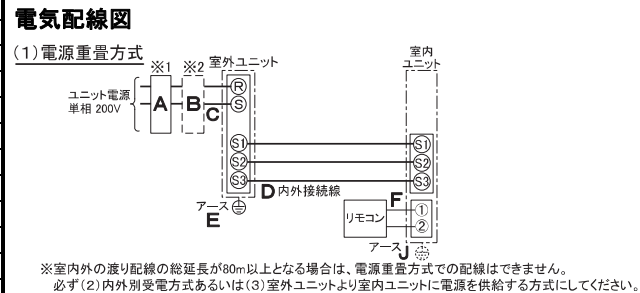 電気配線図
(1)電源重畳方式
※1 ※2 室外ユニット
室内
ユニット
ユニット電源
単相 200V
A
B
C
R
S
S1 S1
S2 S2
S3 S3
D 内外接続線
アース
E
F
リモコン
①
②
アース J
※室内外の渡り配線の総延長が80m以上となる場合は、電源重畳方式での配線はできません。
必ず(2)内外別受電方式あるいは(3)室外ユニットより室内ユニットに電源を供給する方式にしてください。